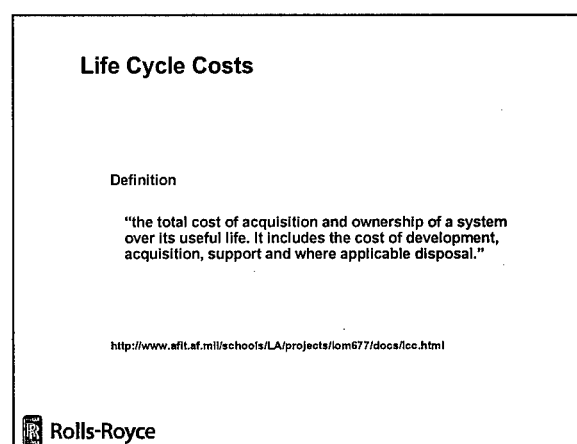 Life Cycle Costs
Definition
"the total cost of acquisition and ownership of a system
over its useful life. It includes the cost of development,
acquisition, support and where applicable disposal."
http://www.afit.af.mil/schools/LA/projects/lom677/docs/lcc.html
RR Rolls-Royce